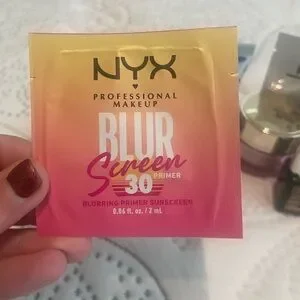 NYX
PROFESSIONAL
MAKEUP
BLUR
Screen
30 PRIMER
BLURRING PRIMER SUNSCREEN
0.06 fl. oz. / 2 mL